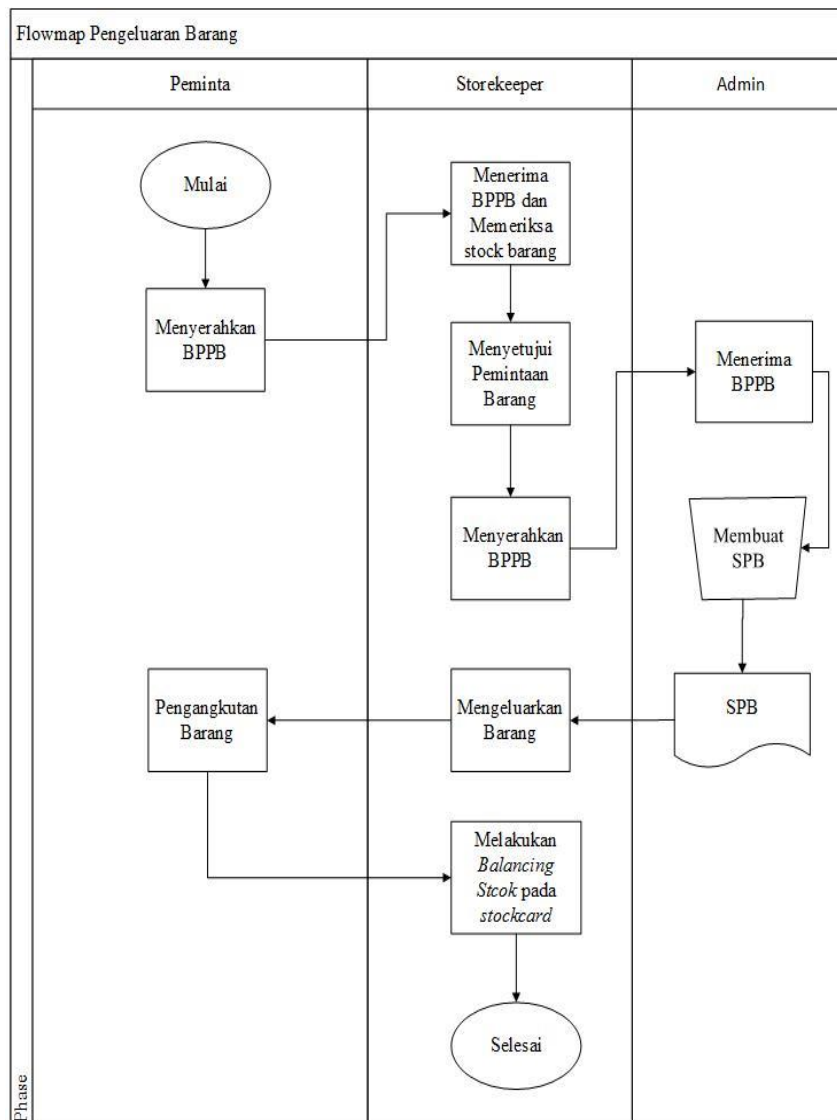 Flowmap Pengeluaran Barang
Peminta
Storekeeper
Admin
Mulai
Menerima
BPPB dan
Memeriksa
stock barang
Menyerahkan
BPPB
Menyetujui
Pemintaan
Barang
Menerima
BPPB
Menyerahkan
BPPB
Membuat
SPB
Pengangkutan
Barang
Mengeluarkan
Barang
SPB
Melakukan
Balancing
Stcok pada
stockcard
Selesai
Phase